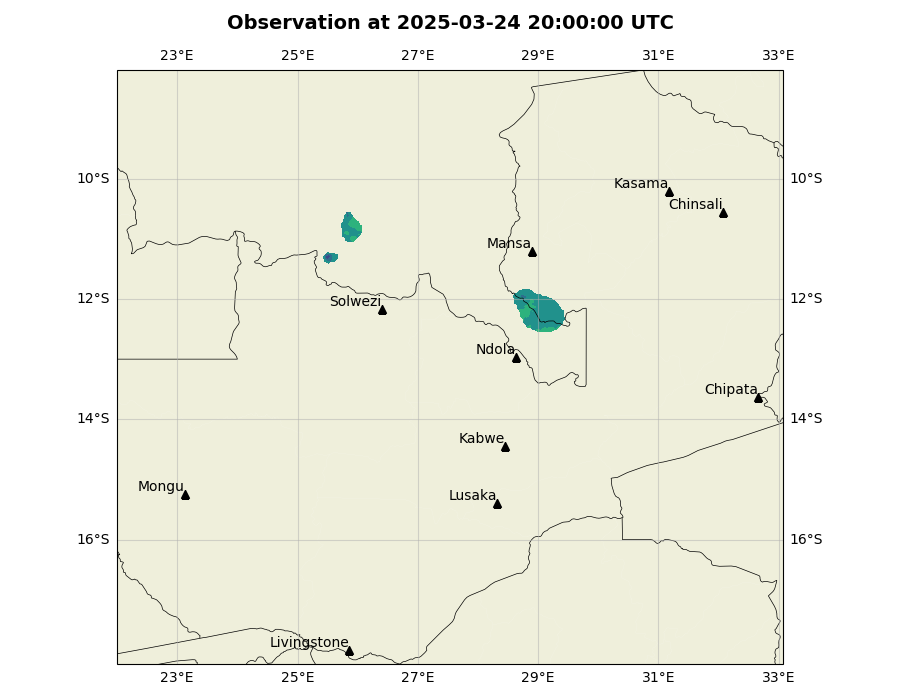 Observation at 2025-03-24 20:00:00 UTC
23°E 25°E 27°E 29°E 31°E 33°E
10°S 10°S
Kasama
Chinsali
Mansa
12°S 12°S
Solwezi
Ndola
Chipata
14°S 14°S
Kabwe
Mongu
Lusaka
16°S 16°S
Livingstone
23°E 25°E 27°E 29°E 31°E 33°E